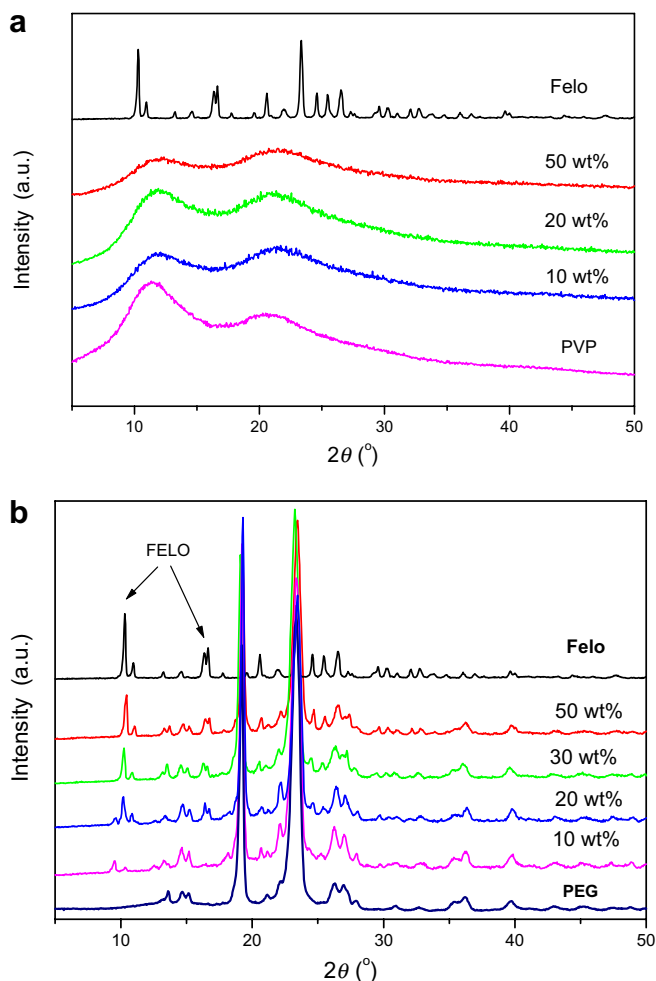 a
Felo
50 wt%
20 wt%
10 wt%
PVP
Intensity (a.u.)
10 20 30 40 50
2θ (°)
b
FELO
Felo
50 wt%
30 wt%
20 wt%
10 wt%
PEG
Intensity (a.u.)
10 20 30 40 50
2θ (°)